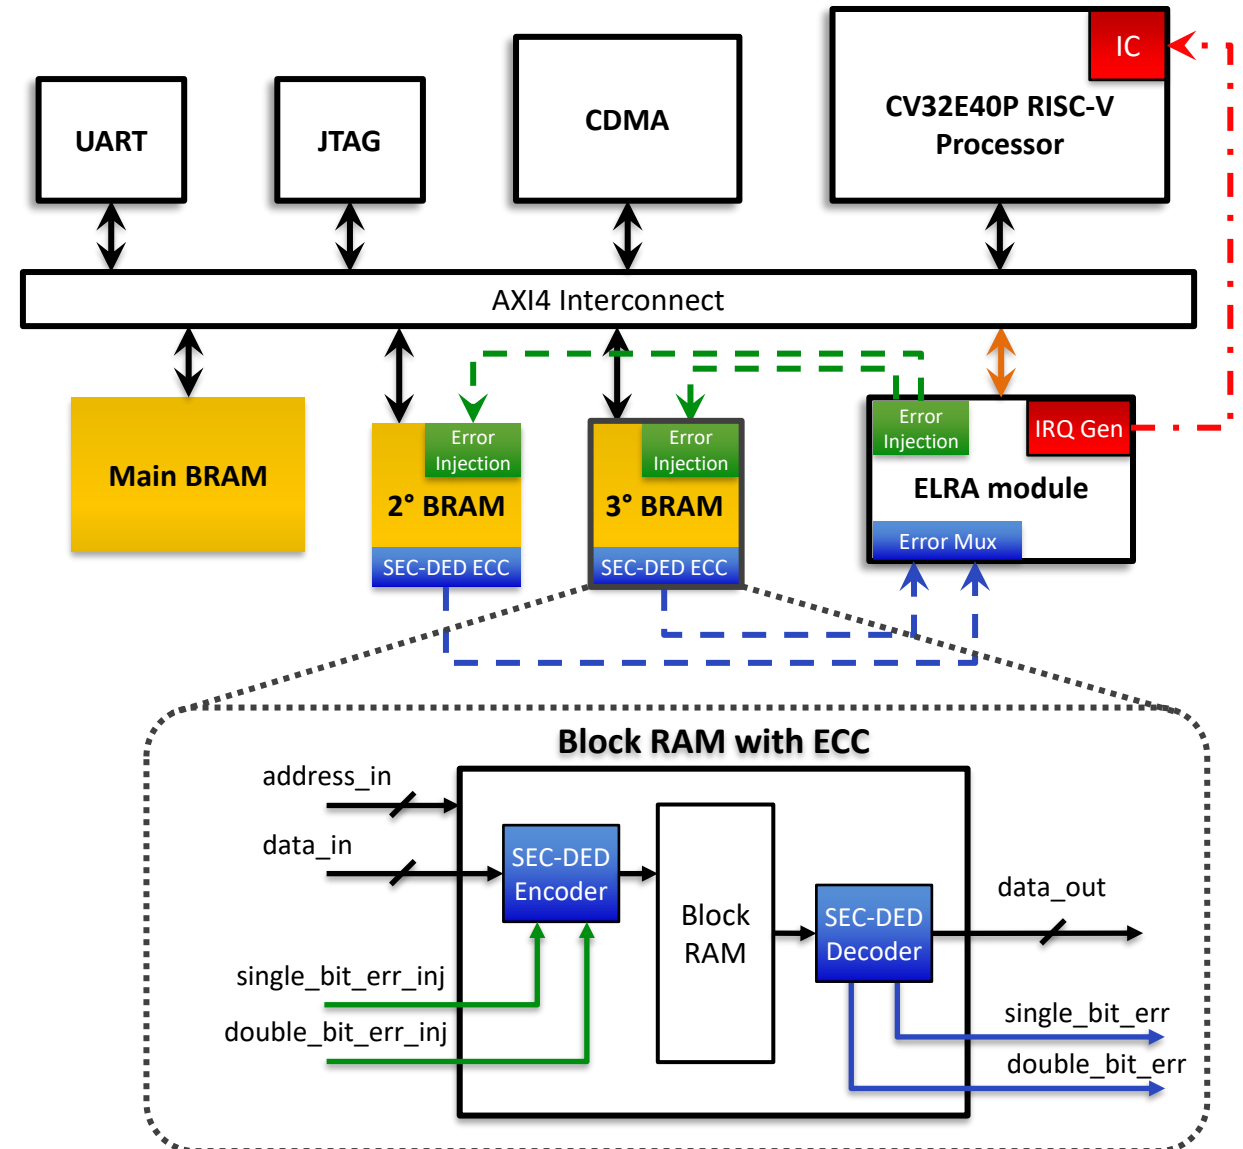 IC
UART
JTAG
CDMA
CV32E40P RISC-V
Processor
AXI4 Interconnect
Main BRAM
Error
Injection
2° BRAM
SEC-DED ECC
Error
Injection
3° BRAM
SEC-DED ECC
Error
Injection
IRQ Gen
ELRA module
Error Mux
Block RAM with ECC
address_in
data_in
SEC-DED
Encoder
single_bit_err_inj
double_bit_err_inj
Block
RAM
SEC-DED
Decoder
data_out
single_bit_err
double_bit_err